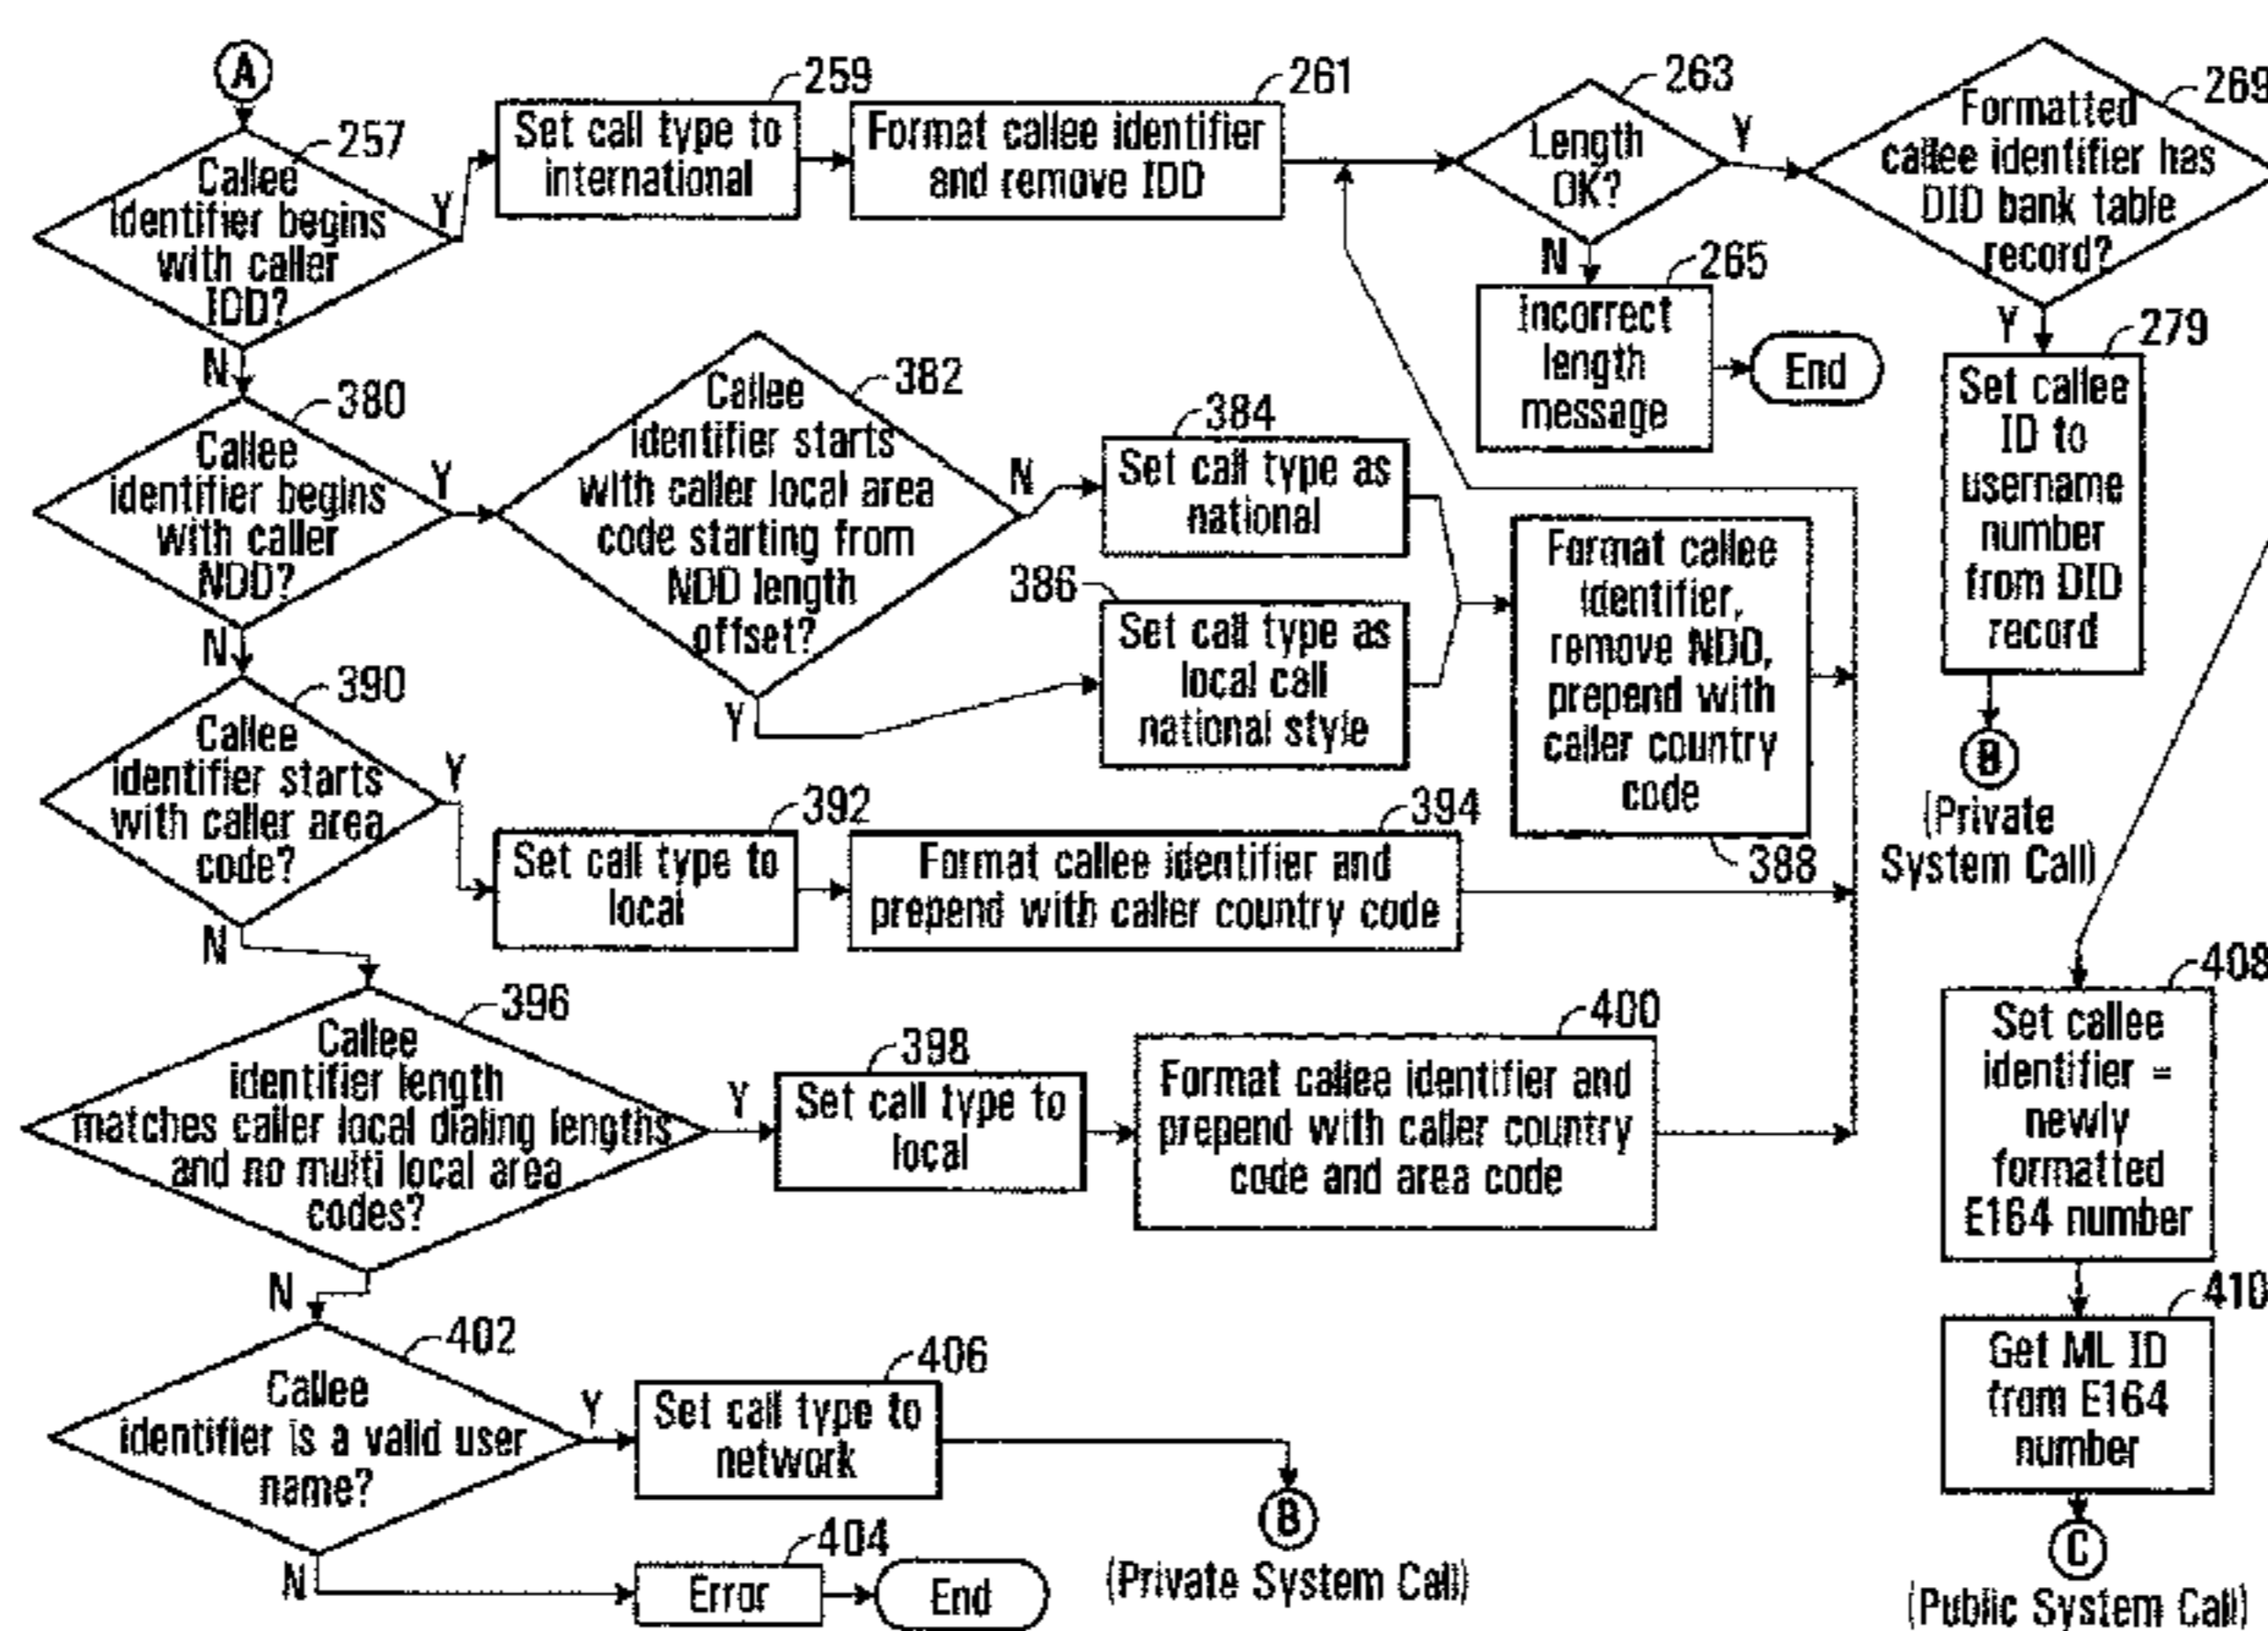 A
257
Callee
identifier begins
with caller
IDD?
Y
N
259
Set call type to
international
261
Format callee identifier
and remove IDD
263
Length
OK?
Y
N
265
Incorrect
length
message
End
269
Formatted
callee identifier has
DID bank table
record?
Y
279
Set callee
ID to
username
number
from DID
record
B
(Private
System Call)
380
Callee
identifier begins
with caller
NDD?
Y
N
382
Callee
identifier starts
with caller local area
code starting from
NDD length
offset?
N
Y
384
Set call type as
national
386
Set call type as
local call
national style
Format callee
identifier,
remove NDD,
prepend with
caller country
code
388
390
Callee
identifier starts
with caller area
code?
Y
N
392
Set call type to
local
394
Format callee identifier and
prepend with caller country code
396
Callee
identifier length
matches caller local dialing lengths
and no multi local area
codes?
Y
N
398
Set call type to
local
400
Format callee identifier and
prepend with caller country
code and area code
408
Set callee
identifier =
newly
formatted
E164 number
410
Get ML ID
from E164
number
C
(Public System Call)
402
Callee
identifier is a valid user
name?
Y
N
406
Set call type to
network
B
(Private System Call)
404
Error
End